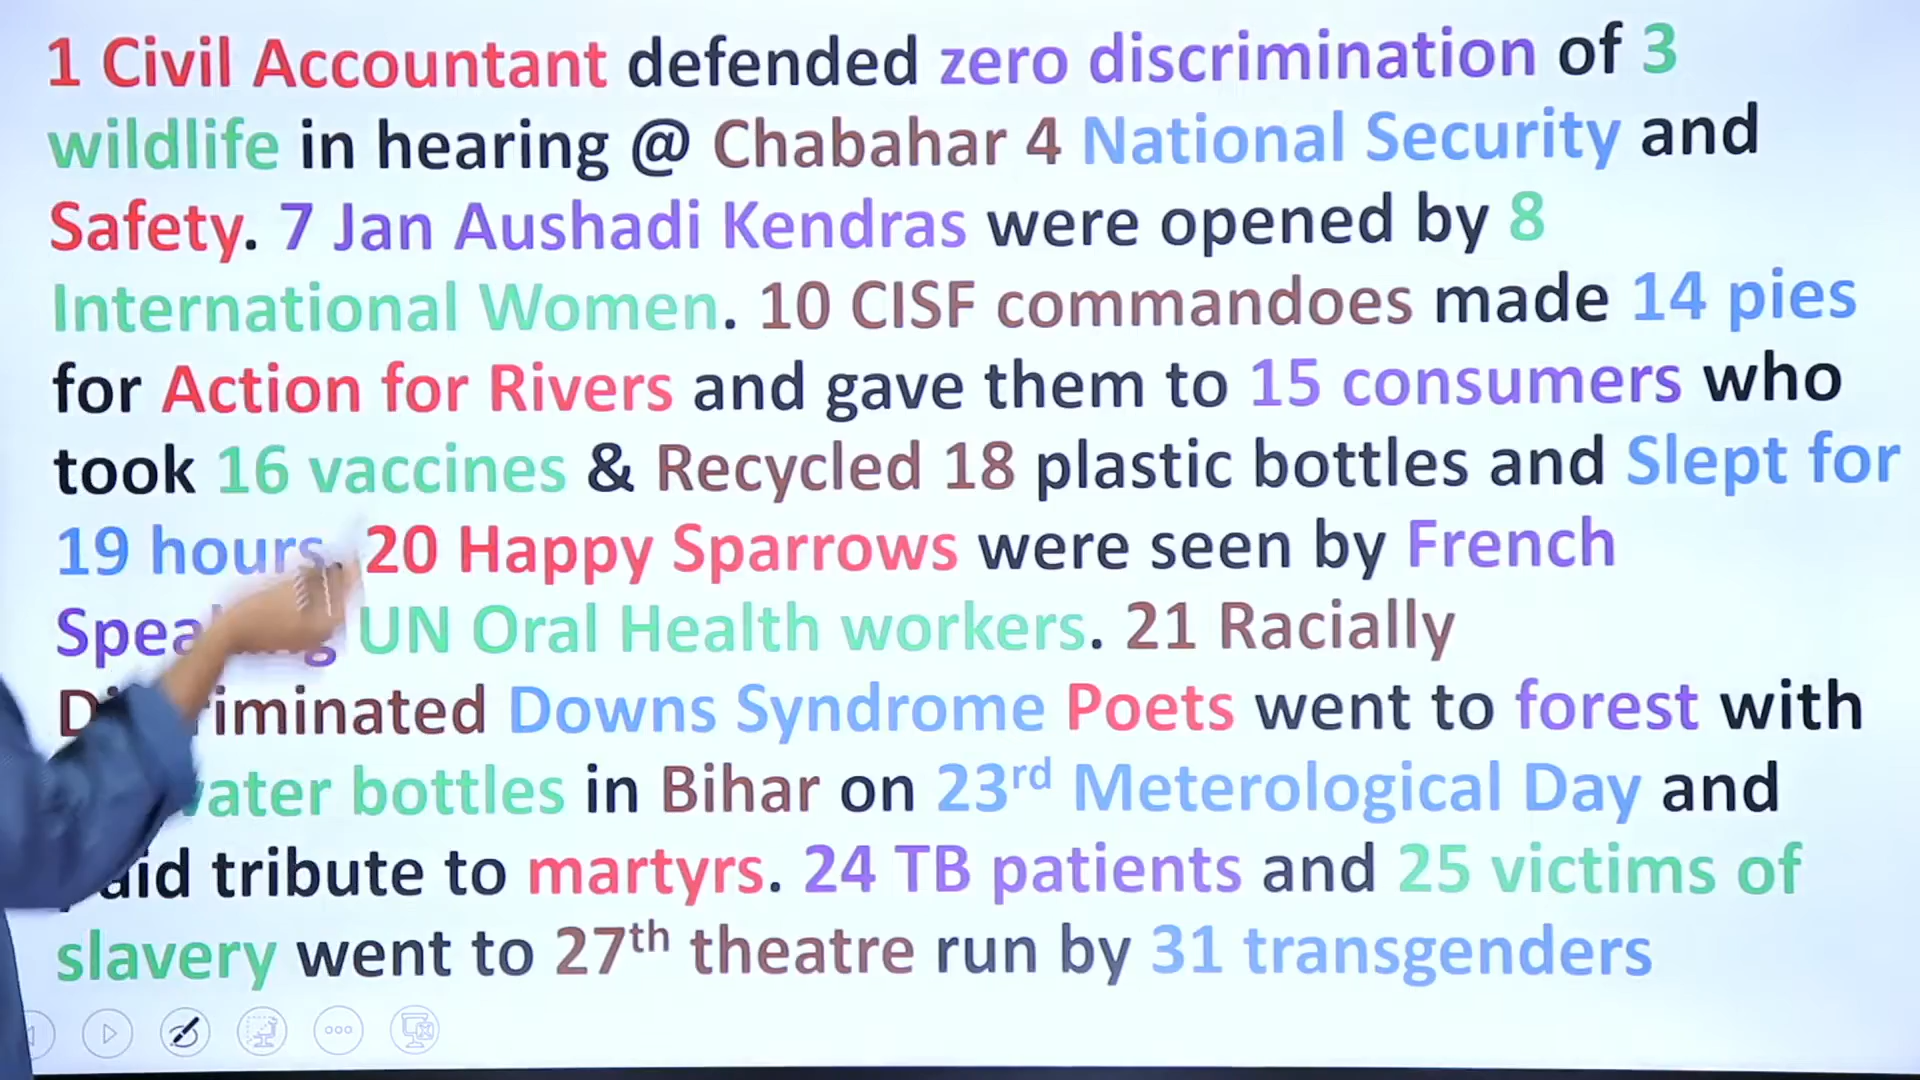 1 Civil Accountant defended zero discrimination of 3
wildlife in hearing @ Chabahar 4 National Security and
Safety. 7 Jan Aushadi Kendras were opened by 8
International Women. 10 CISF commandoes made 14 pies
for Action for Rivers and gave them to 15 consumers who
took 16 vaccines & Recycled 18 plastic bottles and Slept for
19 hours. 20 Happy Sparrows were seen by French
UN Oral Health workers. 21 Racially
Downs Syndrome Poets went to forest with
bottles in Bihar on 23rd Meterological Day and
tribute to martyrs. 24 TB patients and 25 victims of
slavery went to 27th theatre run by 31 transgenders